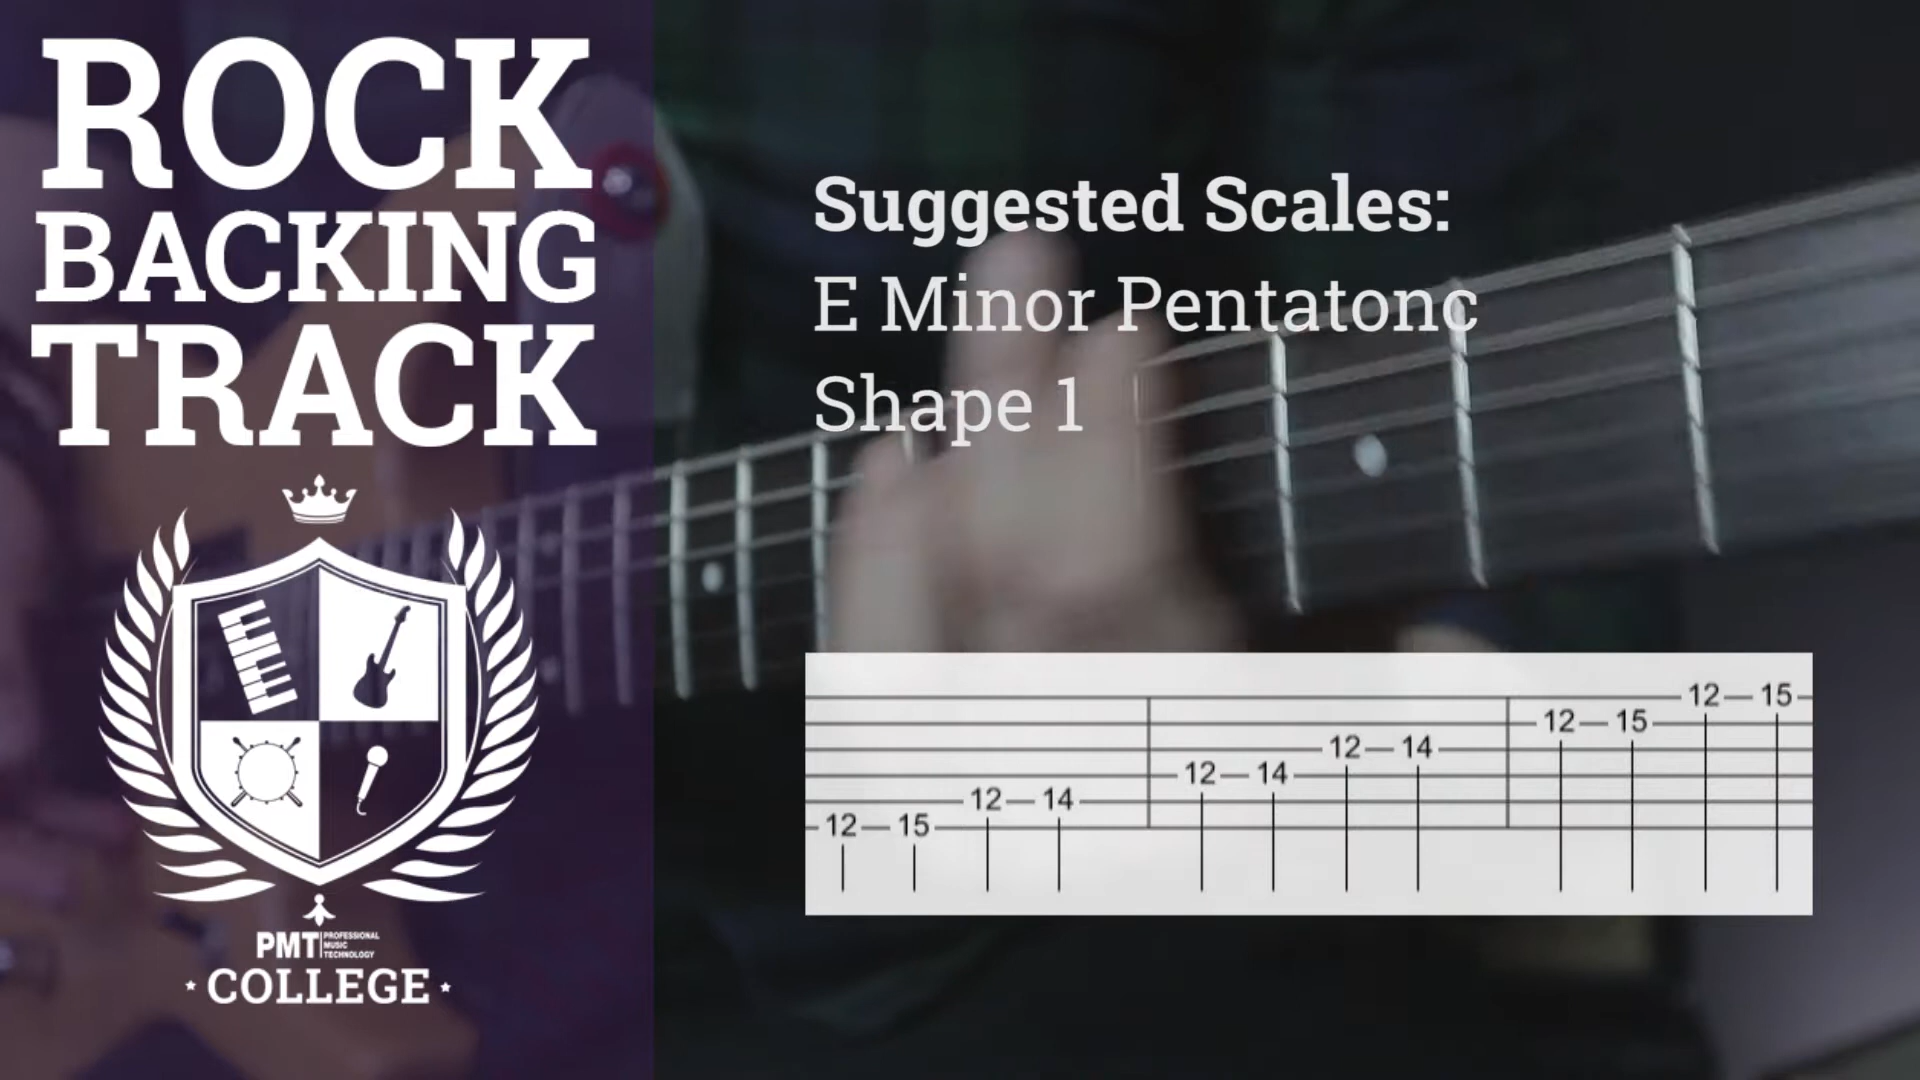 ROCK
BACKING
TRACK
PMT PROFESSIONAL
MUSIC
TECHNOLOGY
COLLEGE
Suggested Scales:
E Minor Pentatonc
Shape 1
12 15
12 15
12 14
12 14
12 14
12 15